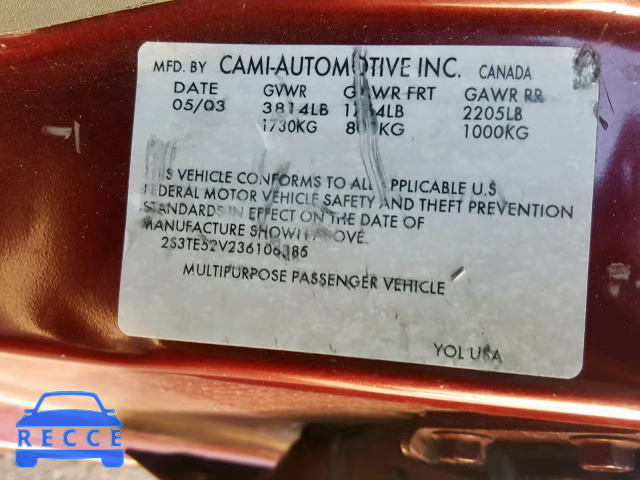 MFD. BY CAMI-AUTOMOTIVE INC. CANADA
DATE GVWR GAWR FRT GAWR RR
05/03 3814LB 2205LB
1730KG 1000KG
VEHICLE CONFORMS TO ALL APPLICABLE U.S
FEDERAL MOTOR VEHICLE SAFETY AND THEFT PREVENTION
STANDARDS IN EFFECT ON THE DATE OF
MANUFACTURE SHOWN ABOVE.
2S3TE52V236106386
MULTIPURPOSE PASSENGER VEHICLE
YOL USA
RECCE